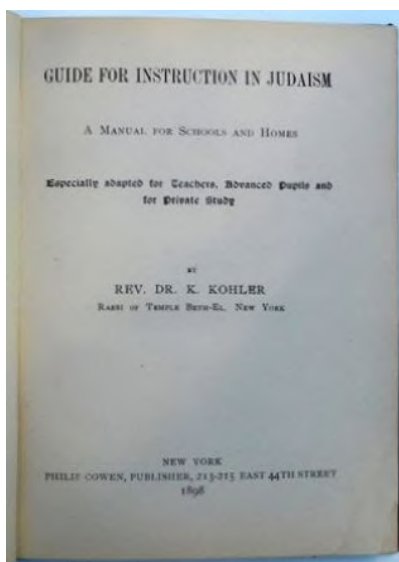 GUIDE FOR INSTRUCTION IN JUDAISM
A MANUAL FOR SCHOOLS AND HOMES
Especially adapted for Teachers, Advanced Pupils and
for Private Study
BY
REV. DR. K. KOHLER
RABBI OF TEMPLE BETH-EL, NEW YORK
NEW YORK
PHILIP COWEN, PUBLISHER, 213-215 EAST 44TH STREET
1898